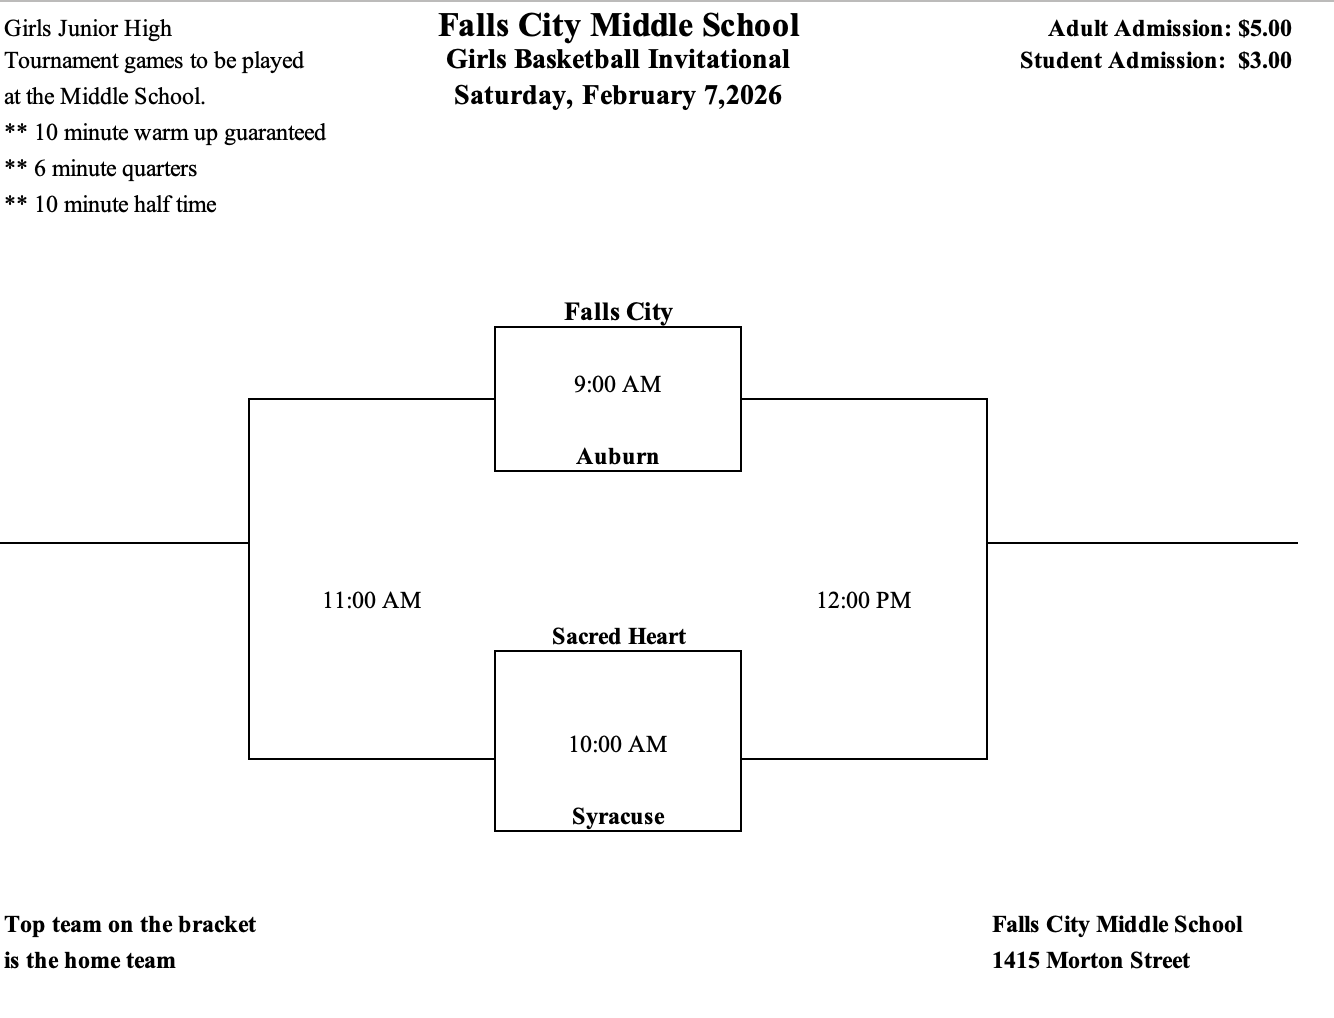 Girls Junior High
Tournament games to be played
at the Middle School.
** 10 minute warm up guaranteed
** 6 minute quarters
** 10 minute half time
Falls City Middle School
Girls Basketball Invitational
Saturday, February 7,2026
Adult Admission: $5.00
Student Admission:  $3.00
Falls City
9:00 AM
Auburn
11:00 AM
12:00 PM
Sacred Heart
10:00 AM
Syracuse
Top team on the bracket
is the home team
Falls City Middle School
1415 Morton Street